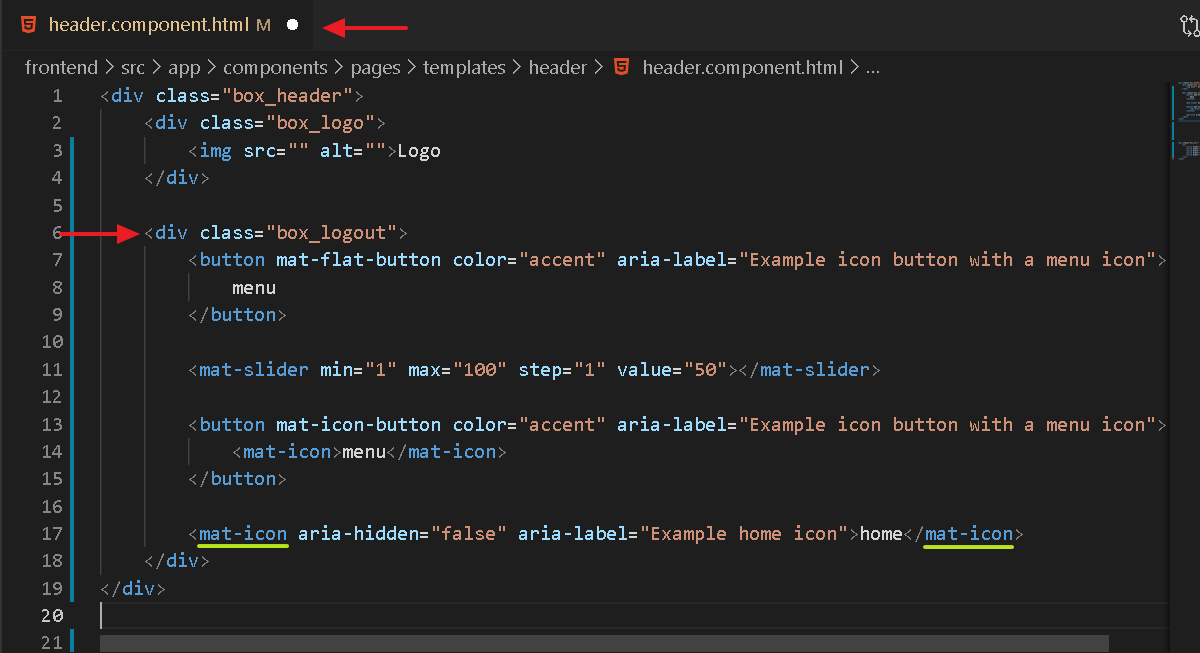 header.component.html M
frontend > src > app > components > pages > templates > header > header.component.html > ...
1 <div class="box_header">
2 <div class="box_logo">
3 <img src="" alt="">Logo
4 </div>
5
6 <div class="box_logout">
7 <button mat-flat-button color="accent" aria-label="Example icon button with a menu icon">
8 menu
9 </button>
10
11 <mat-slider min="1" max="100" step="1" value="50"></mat-slider>
12
13 <button mat-icon-button color="accent" aria-label="Example icon button with a menu icon">
14 <mat-icon>menu</mat-icon>
15 </button>
16
17 <mat-icon aria-hidden="false" aria-label="Example home icon">home</mat-icon>
18 </div>
19 </div>
20
21